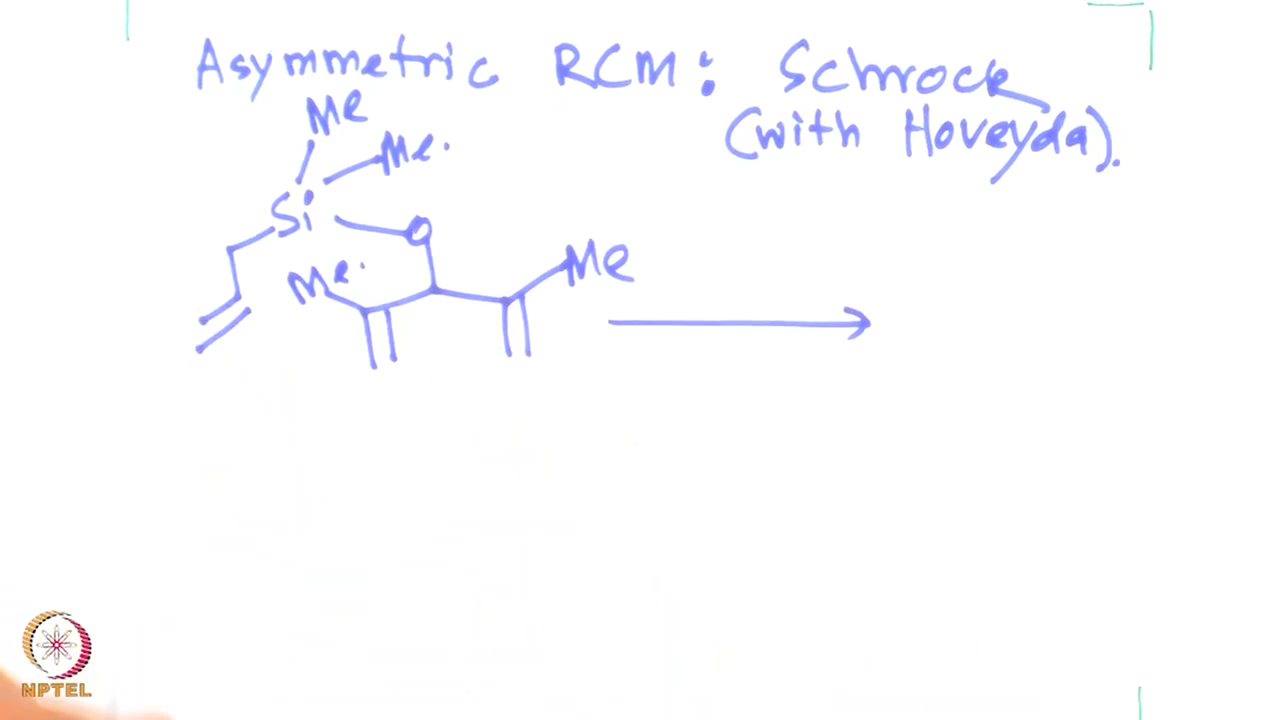 Asymmetric RCM: Schrock
(with Hoveyda).
Me
Me.
Si
O
Me.
Me
NPTEL